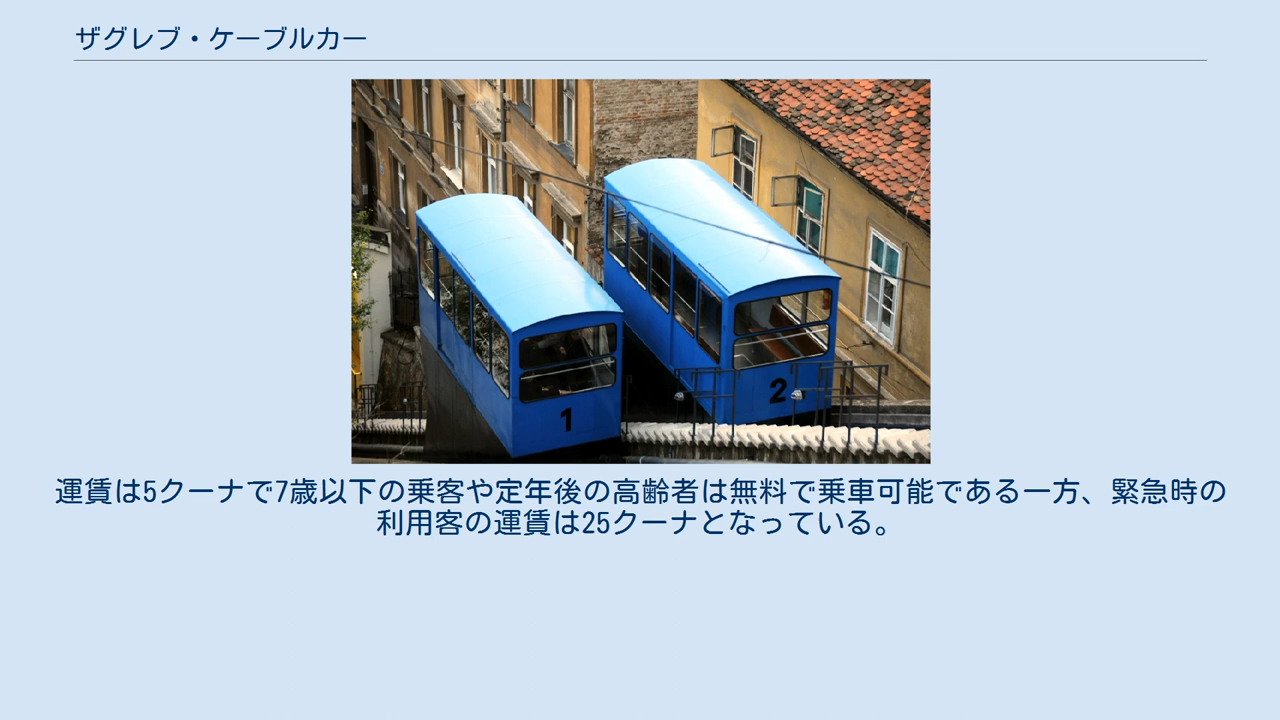 ザグレブ・ケーブルカー
1
2
運賃は5クーナで7歳以下の乗客や定年後の高齢者は無料で乗車可能である一方、緊急時の
利用客の運賃は25クーナとなっている。